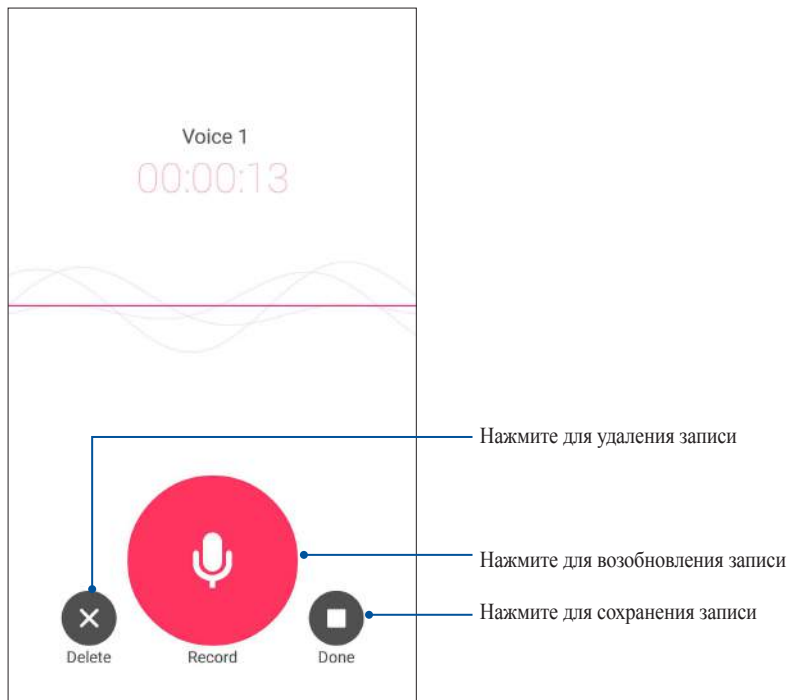 Voice 1
00:00:13
Нажмите для удаления записи
Нажмите для возобновления записи
Нажмите для сохранения записи
Delete
Record
Done